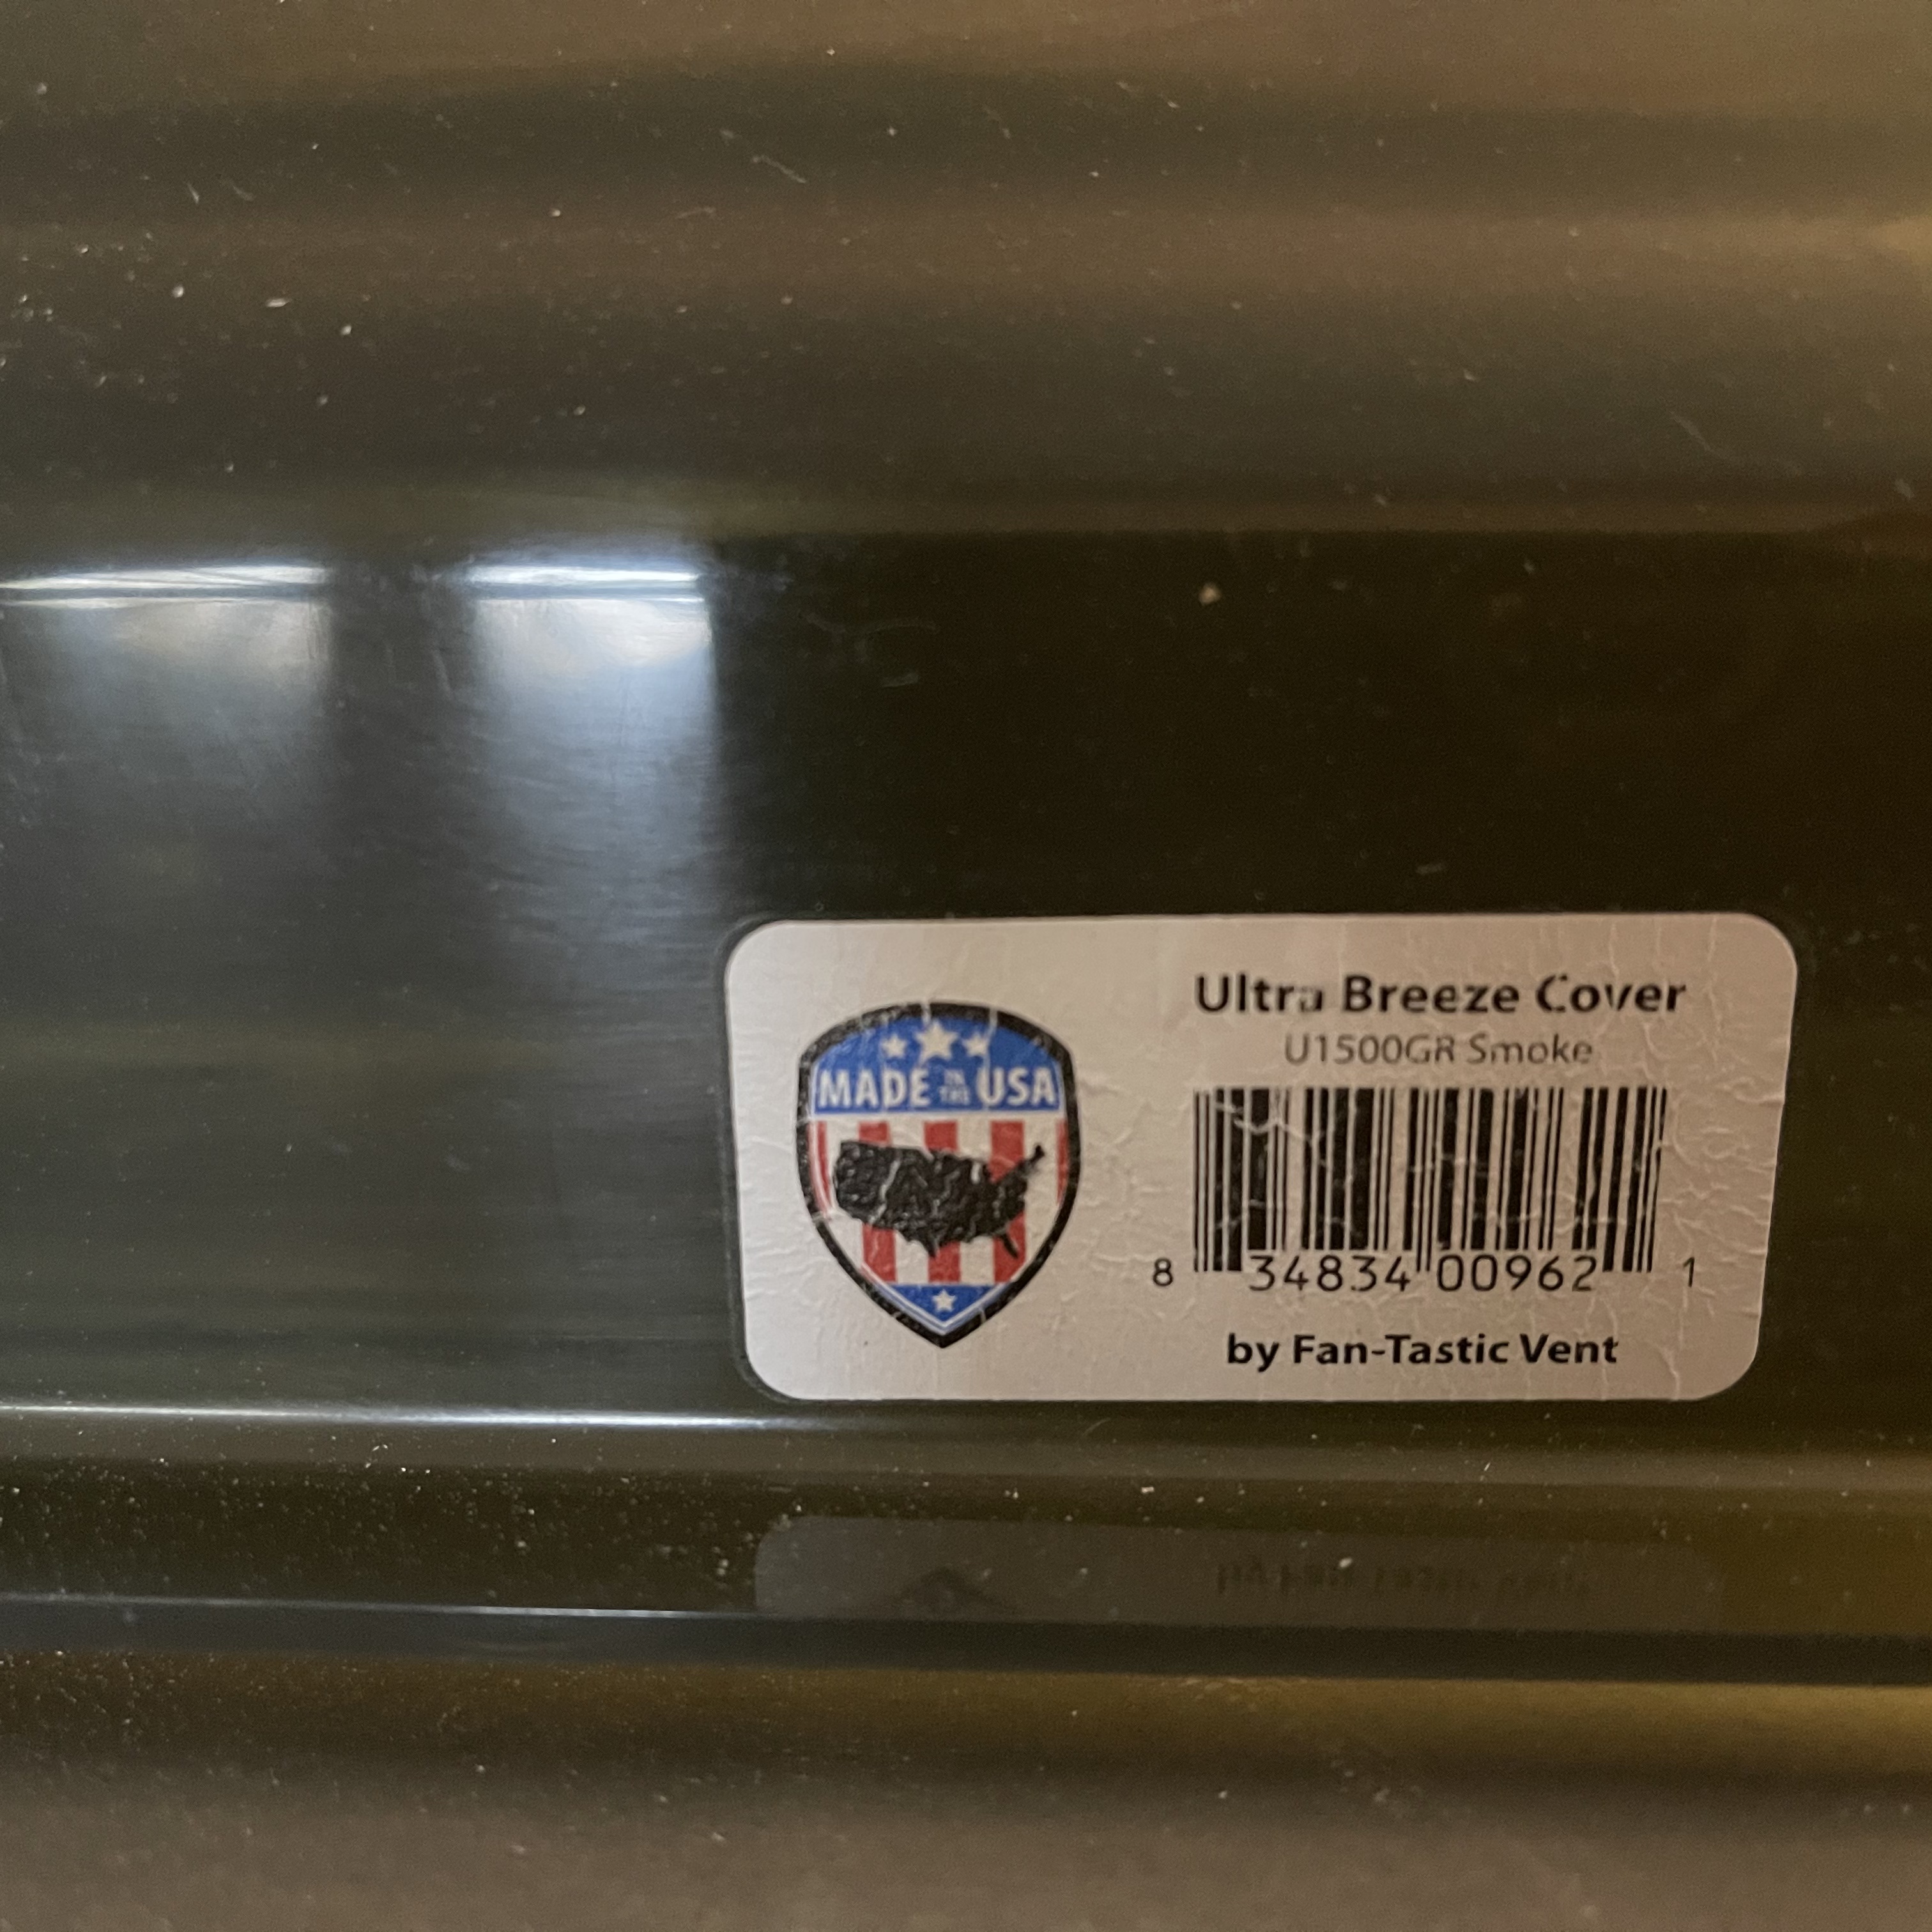 Ultra Breeze Cover
U1500GR Smoke
MADE IN THE USA
8 34834 00962 1
by Fan-Tastic Vent